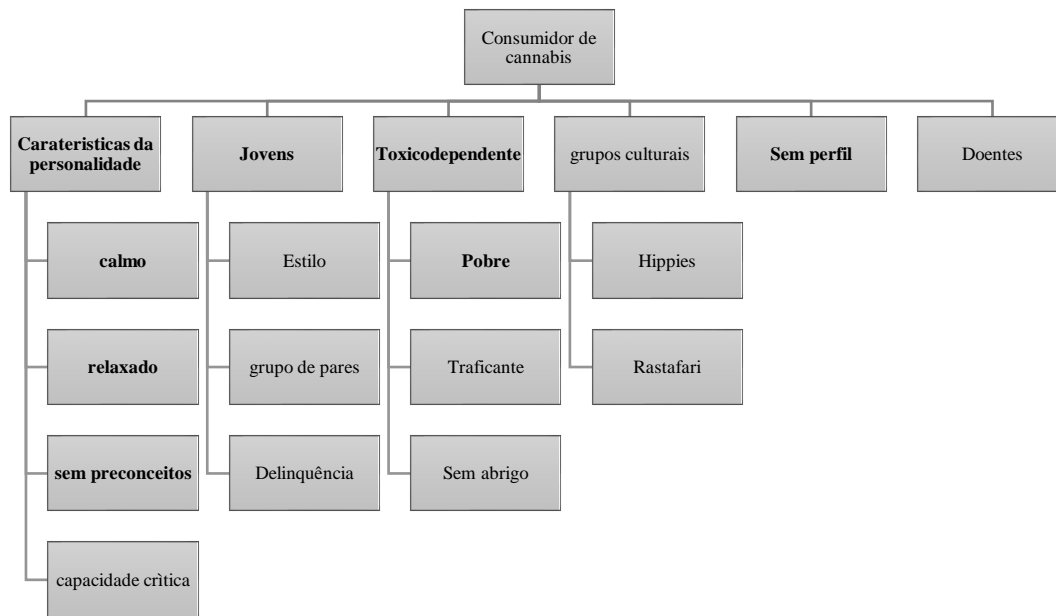 Consumidor de
cannabis
Carateristicas da
personalidade
Jovens
Toxicodependente
grupos culturais
Sem perfil
Doentes
calmo
Estilo
Pobre
Hippies
relaxado
grupo de pares
Traficante
Rastafari
sem preconceitos
Delinquência
Sem abrigo
capacidade crìtica